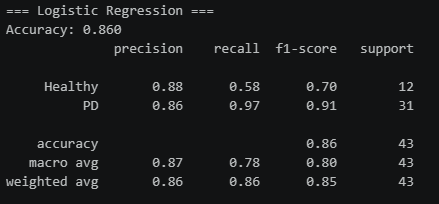 === Logistic Regression ===
Accuracy: 0.860
precision recall f1-score support
Healthy 0.88 0.58 0.70 12
PD 0.86 0.97 0.91 31
accuracy 0.86 43
macro avg 0.87 0.78 0.80 43
weighted avg 0.86 0.86 0.85 43